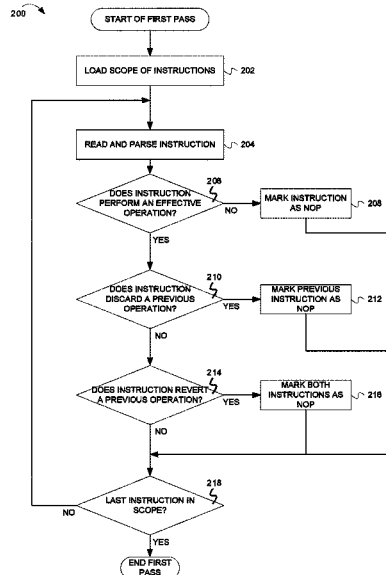 200
START OF FIRST PASS
LOAD SCOPE OF INSTRUCTIONS
202
READ AND PARSE INSTRUCTION
204
206
DOES INSTRUCTION
PERFORM AN EFFECTIVE
OPERATION?
NO
MARK INSTRUCTION
AS NOP
208
YES
210
DOES INSTRUCTION
DISCARD A PREVIOUS
OPERATION?
YES
MARK PREVIOUS
INSTRUCTION AS
NOP
212
NO
214
DOES INSTRUCTION REVERT
A PREVIOUS OPERATION?
YES
MARK BOTH
INSTRUCTIONS AS
NOP
216
NO
218
LAST INSTRUCTION IN
SCOPE?
NO
YES
END FIRST
PASS